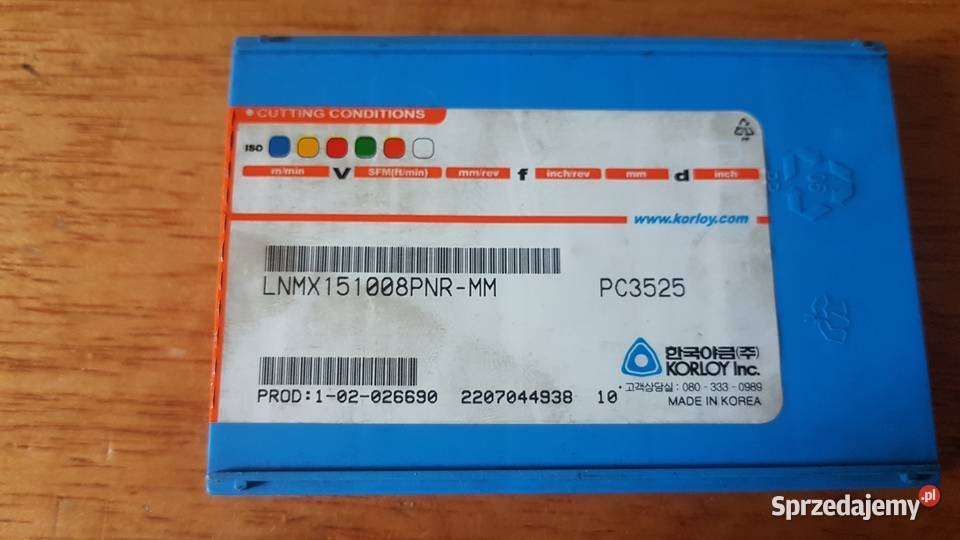 CUTTING CONDITIONS
ISO
m/min V SFM(ft/min) mm/rev f inch/rev mm d inch
www.korloy.com
LNMX151008PNR-MM PC3525
한국야금(주)
KORLOY Inc.
고객상담실 : 080 - 333 - 0989
PROD:1-02-026690 2207044938 10
MADE IN KOREA
Sprzedajemy.pl